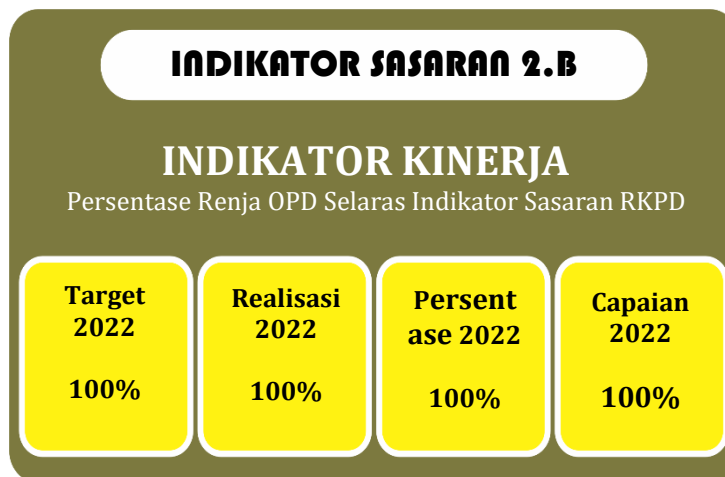 INDIKATOR SASARAN 2.B
INDIKATOR KINERJA
Persentase Renja OPD Selaras Indikator Sasaran RKPD
Target
2022
100%
Realisasi
2022
100%
Persent
ase 2022
100%
Capaian
2022
100%